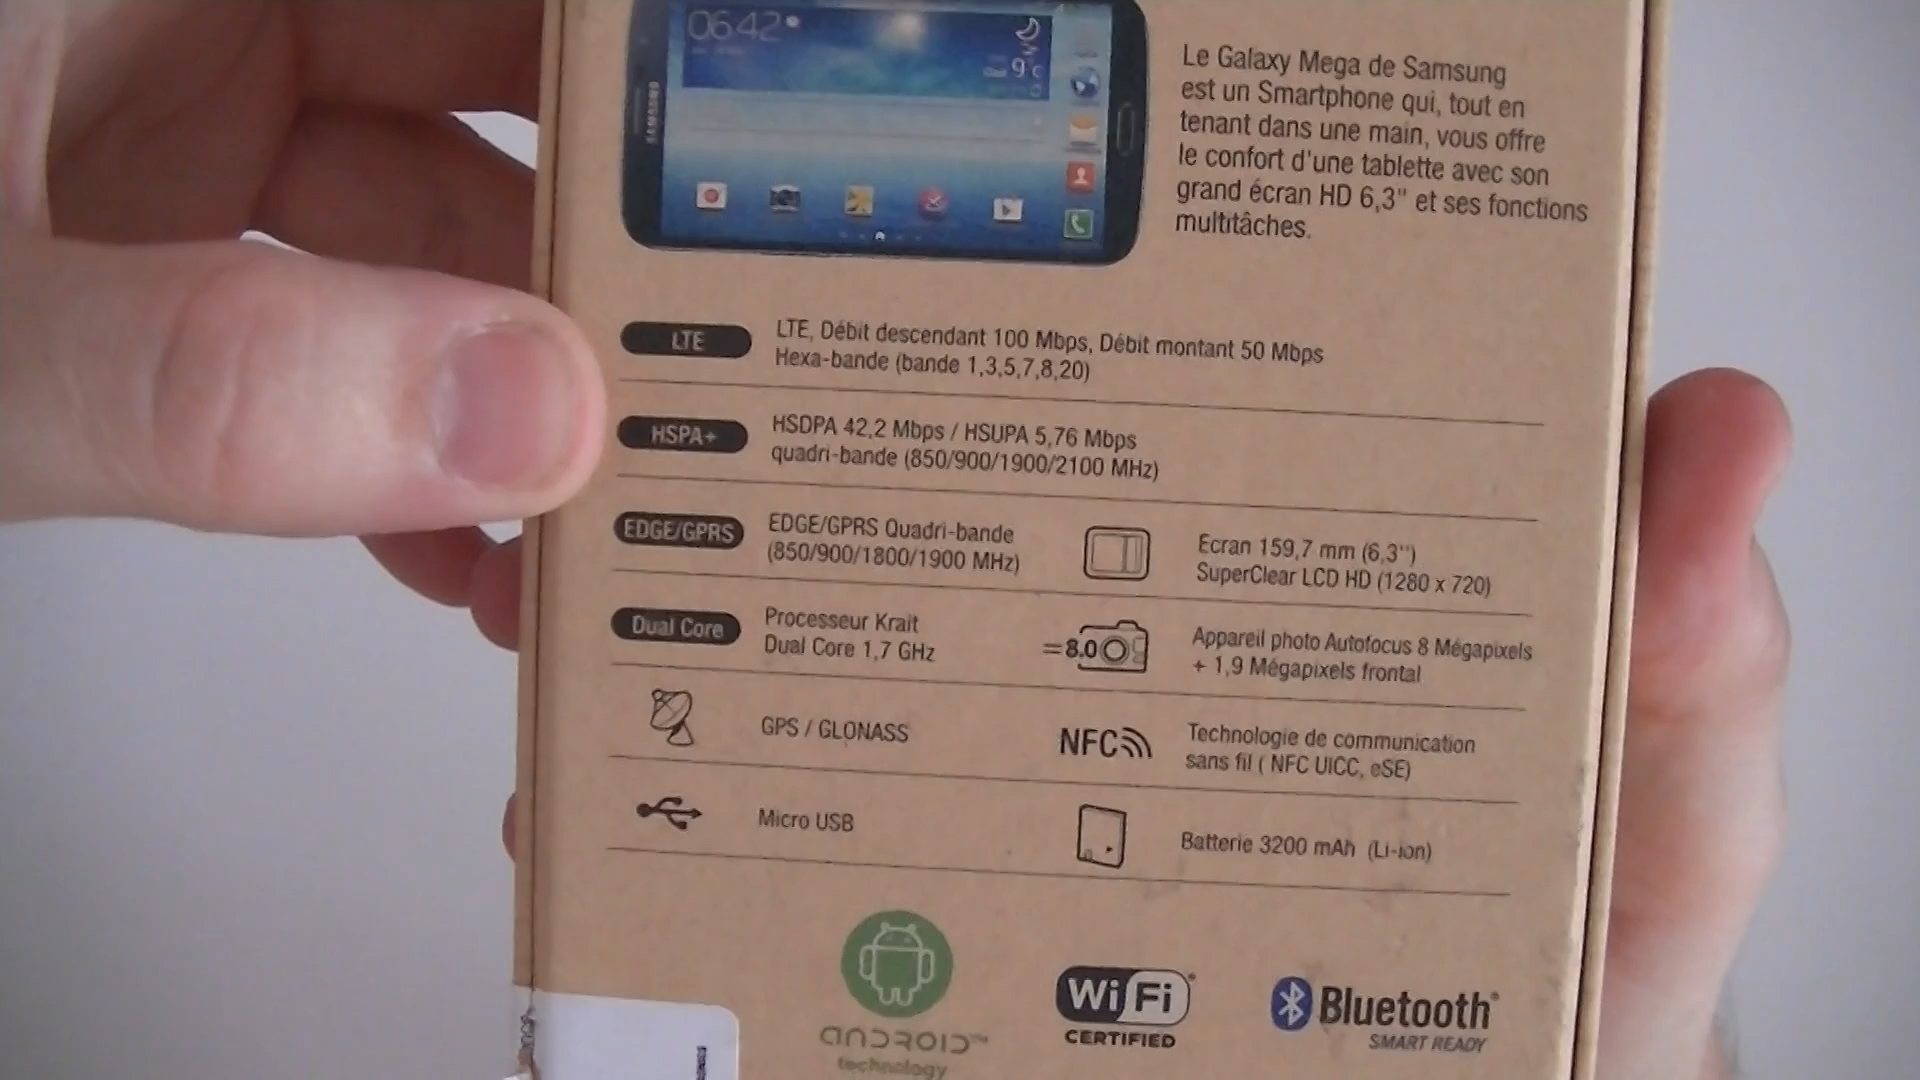 06:42
9°C
SAMSUNG
Le Galaxy Mega de Samsung
est un Smartphone qui, tout en
tenant dans une main, vous offre
le confort d'une tablette avec son
grand écran HD 6,3" et ses fonctions
multitâches.
LTE
LTE, Débit descendant 100 Mbps, Débit montant 50 Mbps
Hexa-bande (bande 1,3,5,7,8,20)
HSPA+
HSDPA 42,2 Mbps / HSUPA 5,76 Mbps
quadri-bande (850/900/1900/2100 MHz)
EDGE/GPRS
EDGE/GPRS Quadri-bande
(850/900/1800/1900 MHz)
Ecran 159,7 mm (6,3'')
SuperClear LCD HD (1280 x 720)
Dual Core
Processeur Krait
Dual Core 1,7 GHz
=8.0
Appareil photo Autofocus 8 Mégapixels
+ 1,9 Mégapixels frontal
GPS / GLONASS
NFC
Technologie de communication
sans fil ( NFC UICC, eSE)
Micro USB
Batterie 3200 mAh (Li-ion)
ANDROID™
technology
WiFi
CERTIFIED
Bluetooth®
SMART READY